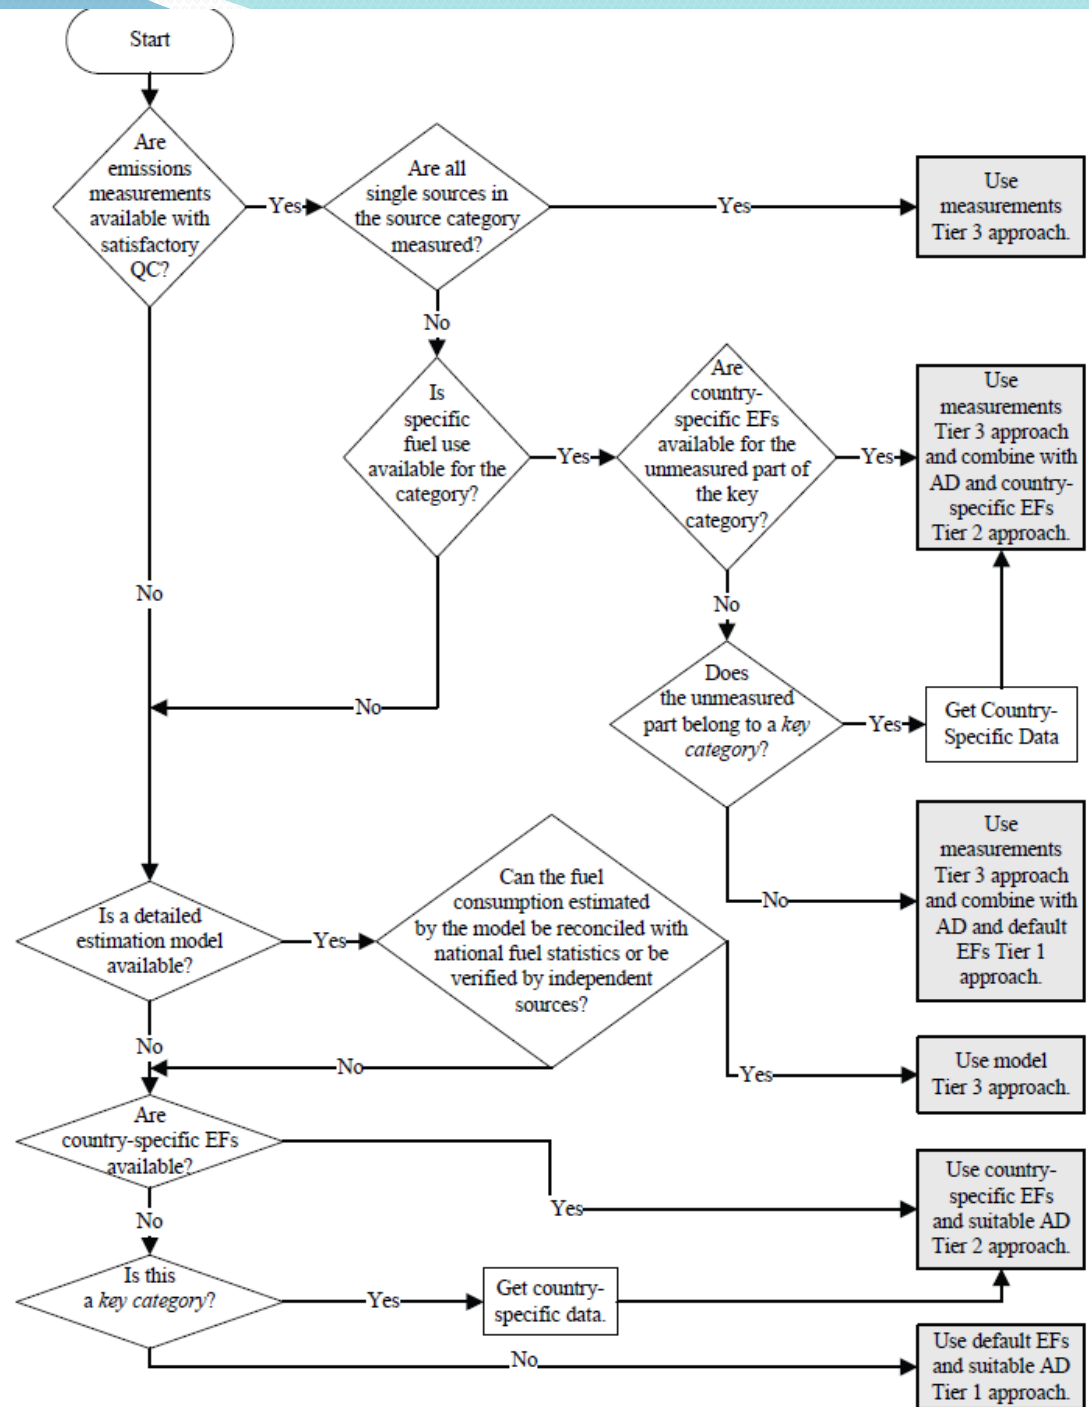 Start
Are
emissions
measurements
available with
satisfactory
QC?
Yes
Are all
single sources in
the source category
measured?
Yes
Use
measurements
Tier 3 approach.
No
Is
specific
fuel use
available for the
category?
Yes
Are
country-
specific EFs
available for the
unmeasured part of
the key
category?
Yes
Use
measurements
Tier 3 approach
and combine with
AD and country-
specific EFs
Tier 2 approach.
No
No
Does
the unmeasured
part belong to a key
category?
Yes
Get Country-
Specific Data
No
No
Use
measurements
Tier 3 approach
and combine with
AD and default
EFs Tier 1
approach.
Is a detailed
estimation model
available?
Yes
Can the fuel
consumption estimated
by the model be reconciled with
national fuel statistics or be
verified by independent
sources?
No
No
Yes
Use model
Tier 3 approach.
Are
country-specific EFs
available?
Yes
Use country-
specific EFs
and suitable AD
Tier 2 approach.
No
Is this
a key category?
Yes
Get country-
specific data.
No
Use default EFs
and suitable AD
Tier 1 approach.